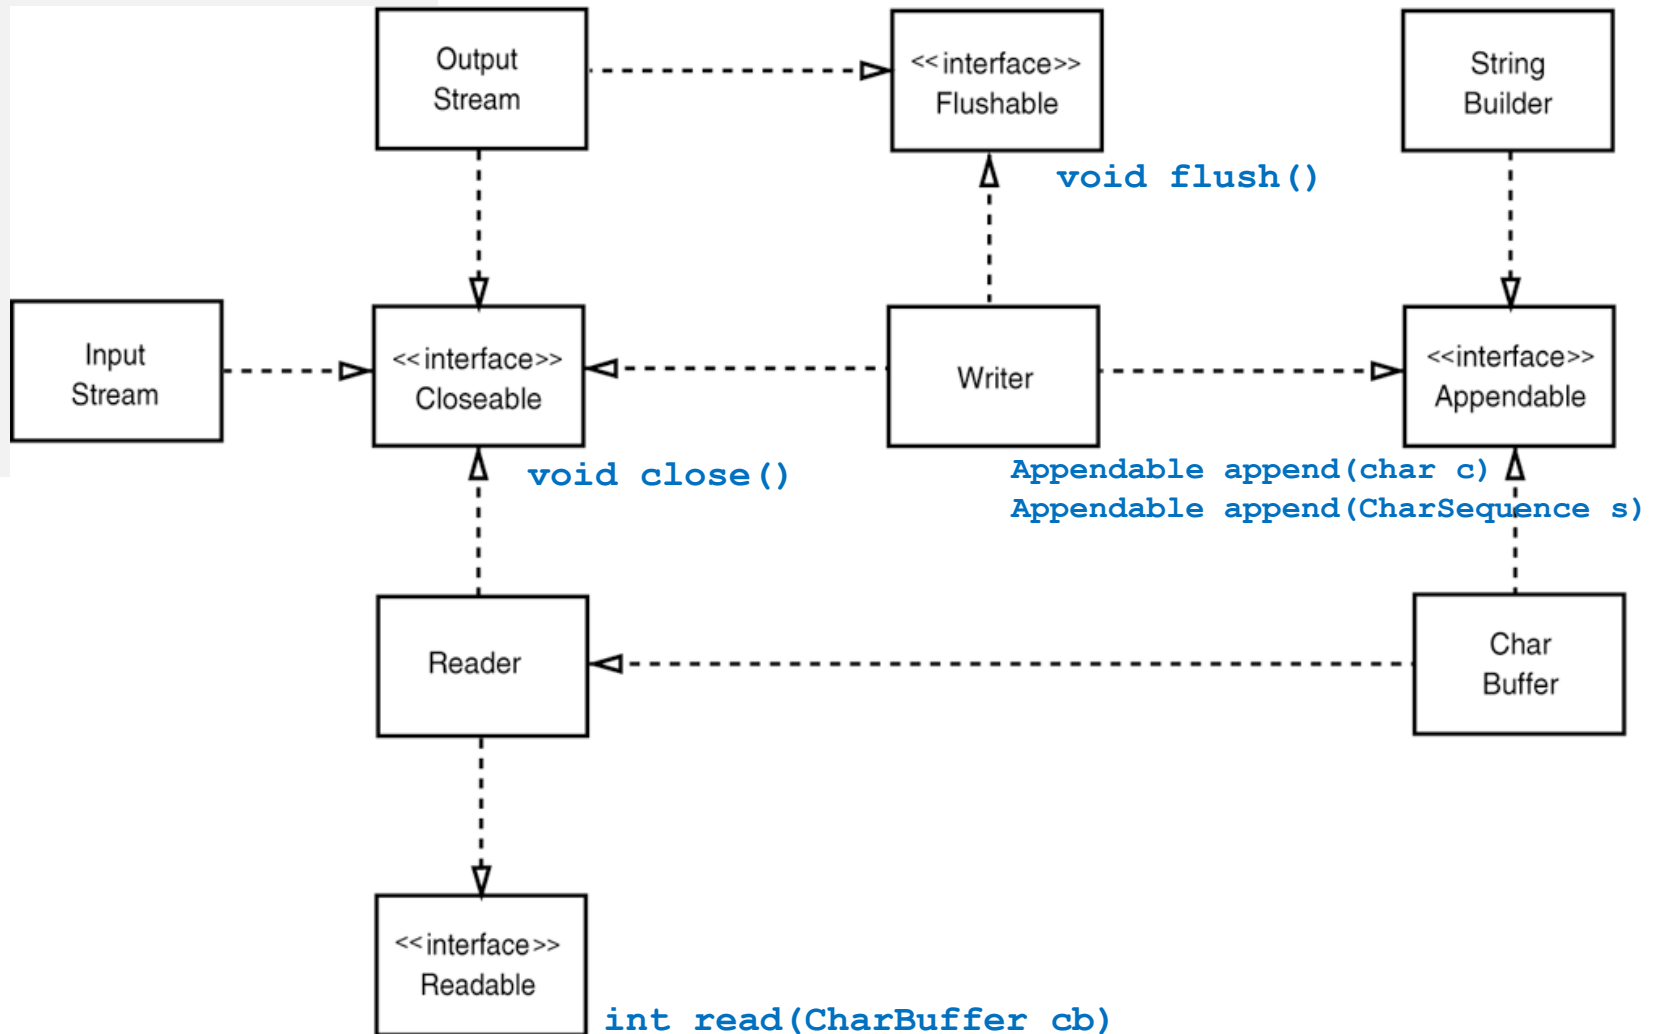 Output
Stream
<<interface>>
Flushable
String
Builder
void flush()
Input
Stream
<<interface>>
Closeable
Writer
<<interface>>
Appendable
void close()
Appendable append(char c)
Appendable append(CharSequence s)
Reader
Char
Buffer
<<interface>>
Readable
int read(CharBuffer cb)